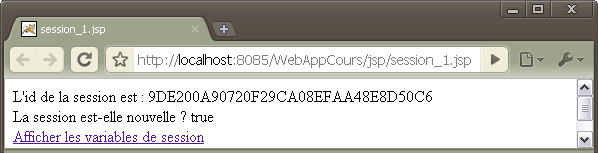 session_1.jsp
http://localhost:8085/WebAppCours/jsp/session_1.jsp
L'id de la session est : 9DE200A90720F29CA08EFAA48E8D50C6
La session est-elle nouvelle ? true
Afficher les variables de session